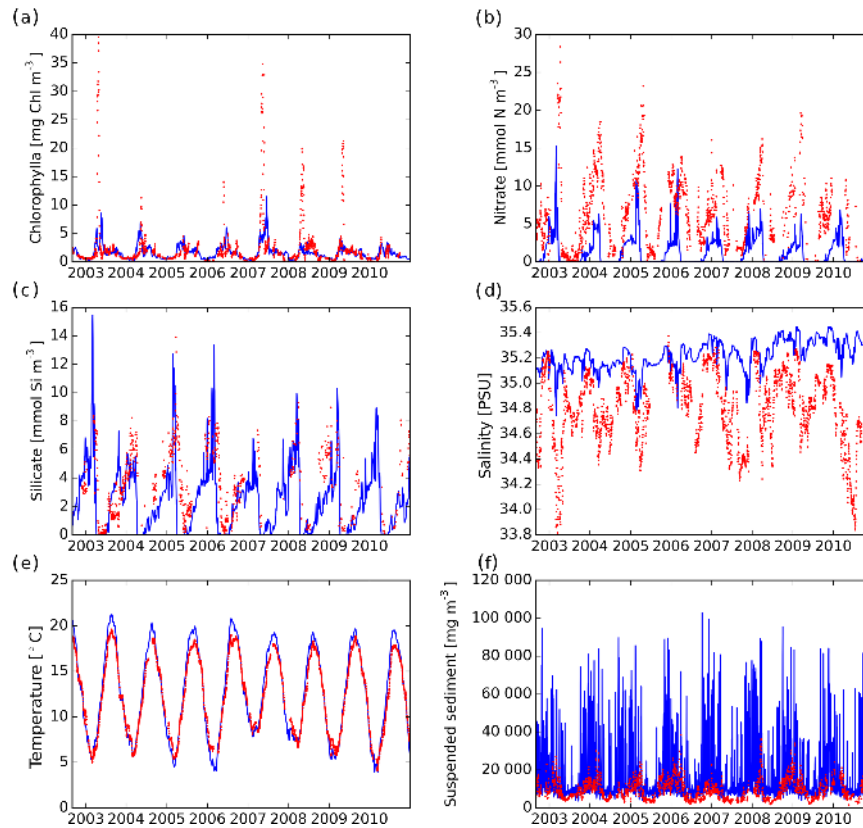 (a)
40
35
30
25
20
15
10
5
0
Chlorophylla [mg Chl m⁻³ ]
2003 2004 2005 2006 2007 2008 2009 2010
(b)
30
25
20
15
10
5
0
Nitrate [mmol N m⁻³ ]
2003 2004 2005 2006 2007 2008 2009 2010
(c)
16
14
12
10
8
6
4
2
0
Silicate [mmol Si m⁻³ ]
2003 2004 2005 2006 2007 2008 2009 2010
(d)
35.4
35.2
35.0
34.8
34.6
34.4
34.2
34.0
33.8
Salinity [PSU]
2003 2004 2005 2006 2007 2008 2009 2010
(e)
25
20
15
10
5
0
Temperature [ ° C]
2003 2004 2005 2006 2007 2008 2009 2010
(f)
120 000
100 000
80 000
60 000
40 000
20 000
0
Suspended sediment [mg m⁻³ ]
2003 2004 2005 2006 2007 2008 2009 2010